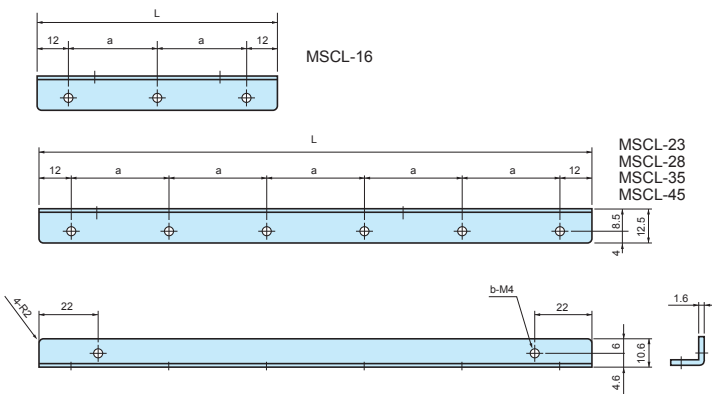 L
12 a a 12
MSCL-16
L
12 a a a a a 12
MSCL-23
MSCL-28
MSCL-35
MSCL-45
8.5
12.5
4
4-R2
22
b-M4
22
6
10.6
4.6
1.6